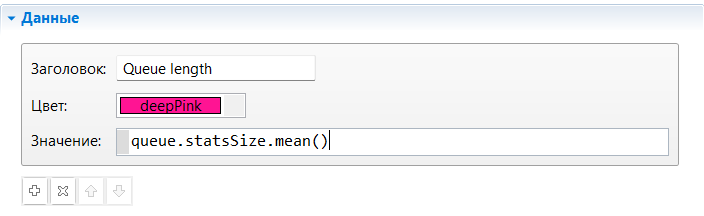 Данные
Заголовок: Queue length
Цвет: deepPink
Значение: queue.statsSize.mean()